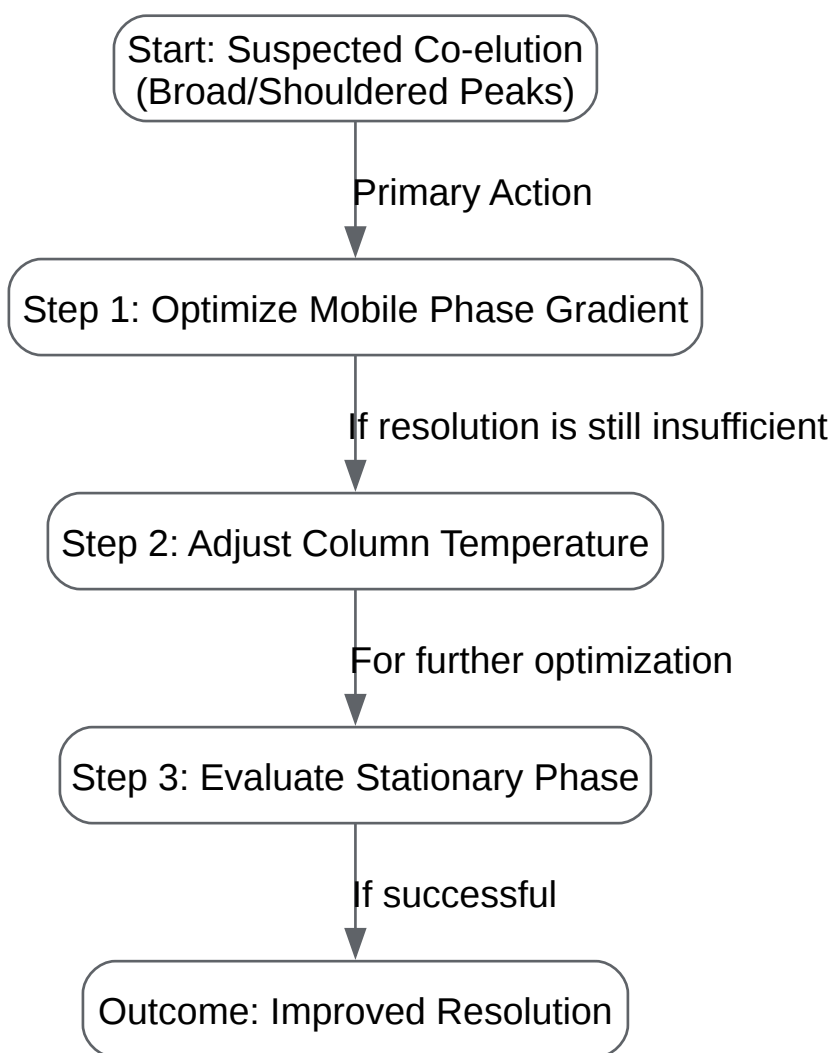 Start: Suspected Co-elution
(Broad/Shouldered Peaks)
Primary Action
Step 1: Optimize Mobile Phase Gradient
If resolution is still insufficient
Step 2: Adjust Column Temperature
For further optimization
Step 3: Evaluate Stationary Phase
If successful
Outcome: Improved Resolution